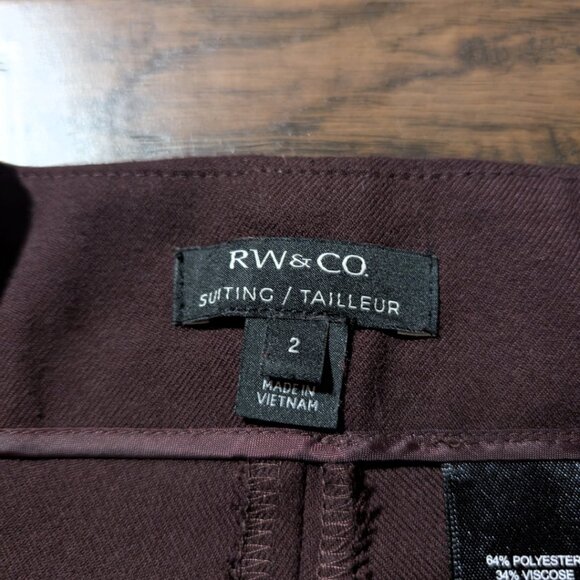 RW&CO.
SUITING / TAILLEUR
2
MADE IN
VIETNAM
64% POLYESTER
34% VISCOSE